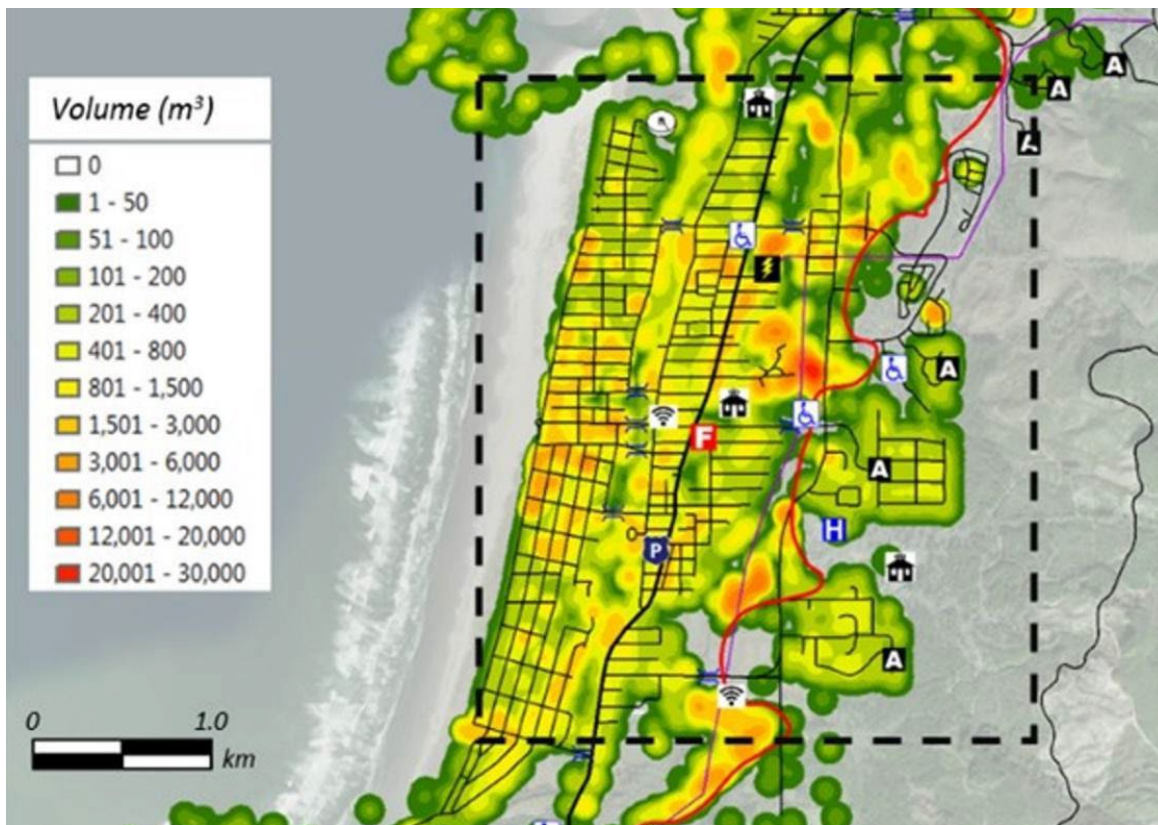 Volume (m³)
0
1 - 50
51 - 100
101 - 200
201 - 400
401 - 800
801 - 1,500
1,501 - 3,000
3,001 - 6,000
6,001 - 12,000
12,001 - 20,000
20,001 - 30,000
A
A
A
F
A
H
P
A
0 1.0
km